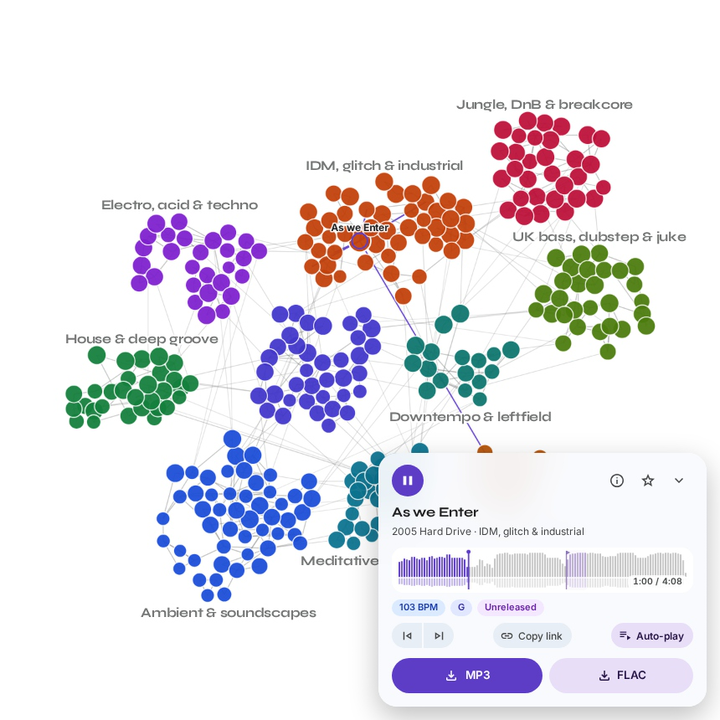 Jungle, DnB & breakcore
IDM, glitch & industrial
Electro, acid & techno
As we Enter
UK bass, dubstep & juke
House & deep groove
Downtempo & leftfield
Meditative
Ambient & soundscapes
As we Enter
2005 Hard Drive · IDM, glitch & industrial
1:00 / 4:08
103 BPM G Unreleased
Copy link Auto-play
MP3 FLAC